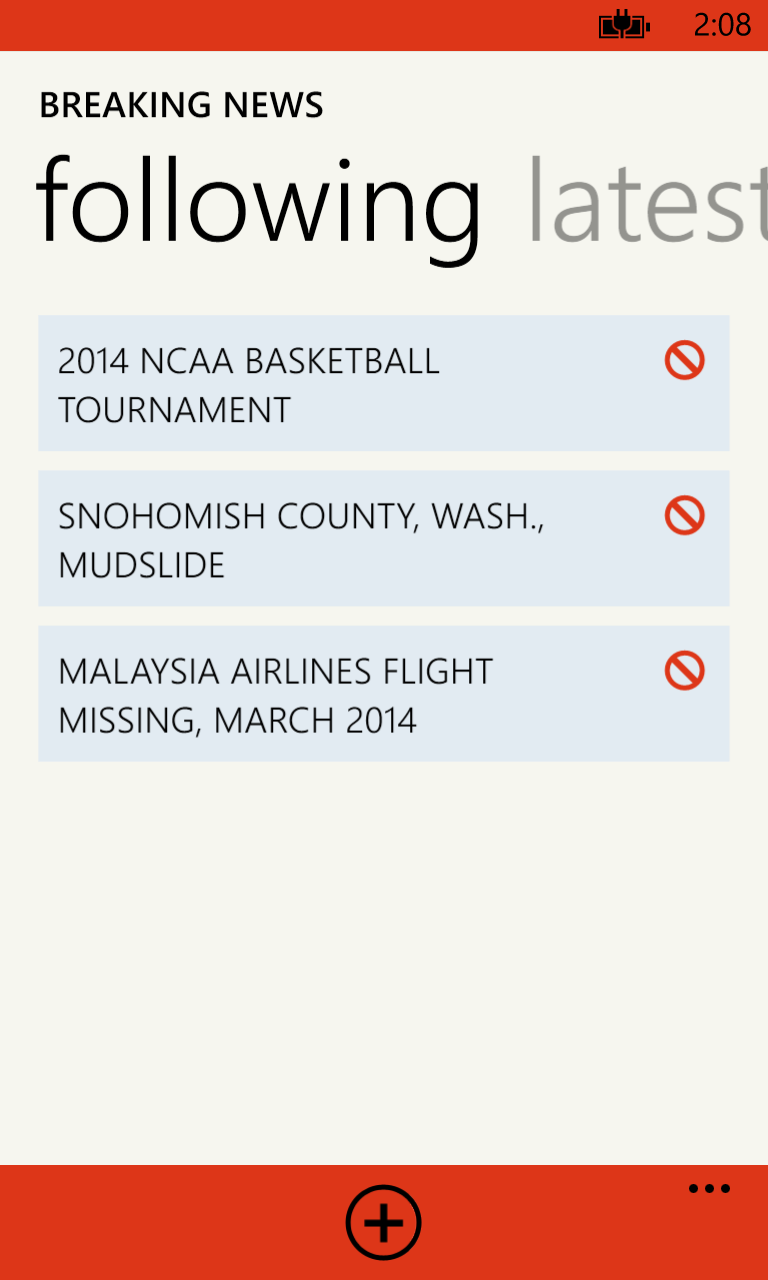 2:08
BREAKING NEWS
following latest
2014 NCAA BASKETBALL
TOURNAMENT
SNOHOMISH COUNTY, WASH.,
MUDSLIDE
MALAYSIA AIRLINES FLIGHT
MISSING, MARCH 2014